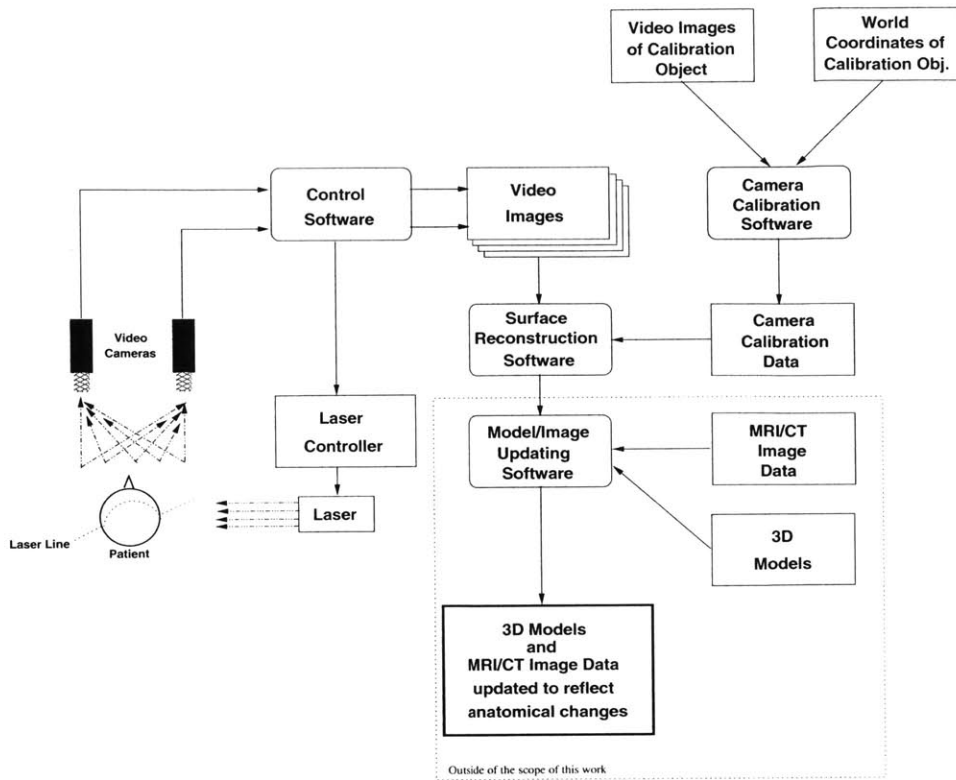 Video Images
of Calibration
Object
World
Coordinates of
Calibration Obj.
Control
Software
Video
Images
Camera
Calibration
Software
Video
Cameras
Surface
Reconstruction
Software
Camera
Calibration
Data
Laser
Controller
Model/Image
Updating
Software
MRI/CT
Image
Data
Laser
Laser Line
Patient
3D
Models
3D Models
and
MRI/CT Image Data
updated to reflect
anatomical changes
Outside of the scope of this work